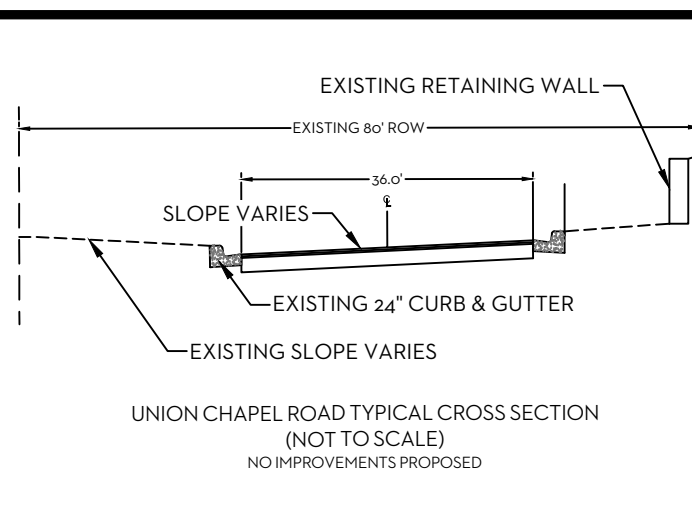 EXISTING RETAINING WALL
EXISTING 80' ROW
36.0'
℄
SLOPE VARIES
EXISTING 24" CURB & GUTTER
EXISTING SLOPE VARIES
UNION CHAPEL ROAD TYPICAL CROSS SECTION
(NOT TO SCALE)
NO IMPROVEMENTS PROPOSED